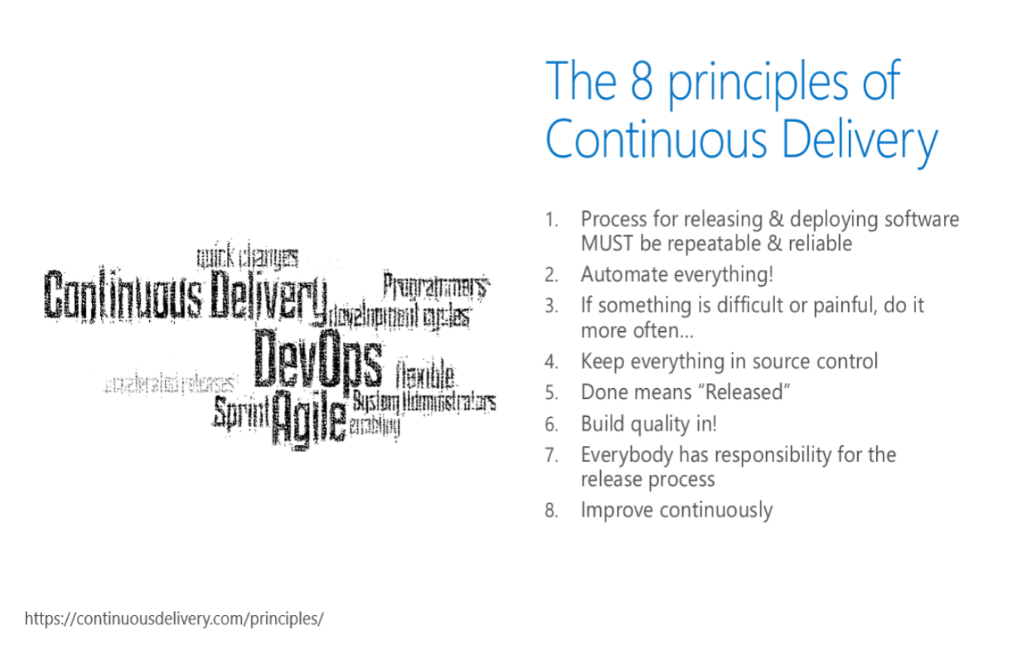 The 8 principles of
Continuous Delivery
1. Process for releasing & deploying software
MUST be repeatable & reliable
2. Automate everything!
3. If something is difficult or painful, do it
more often...
4. Keep everything in source control
5. Done means “Released”
6. Build quality in!
7. Everybody has responsibility for the
release process
8. Improve continuously
quick changes
Continuous Delivery
Programmers
development cycles
DevOps
flexible
accelerated releases
Sprint
Agile
System Administrators
enabling
https://continuousdelivery.com/principles/